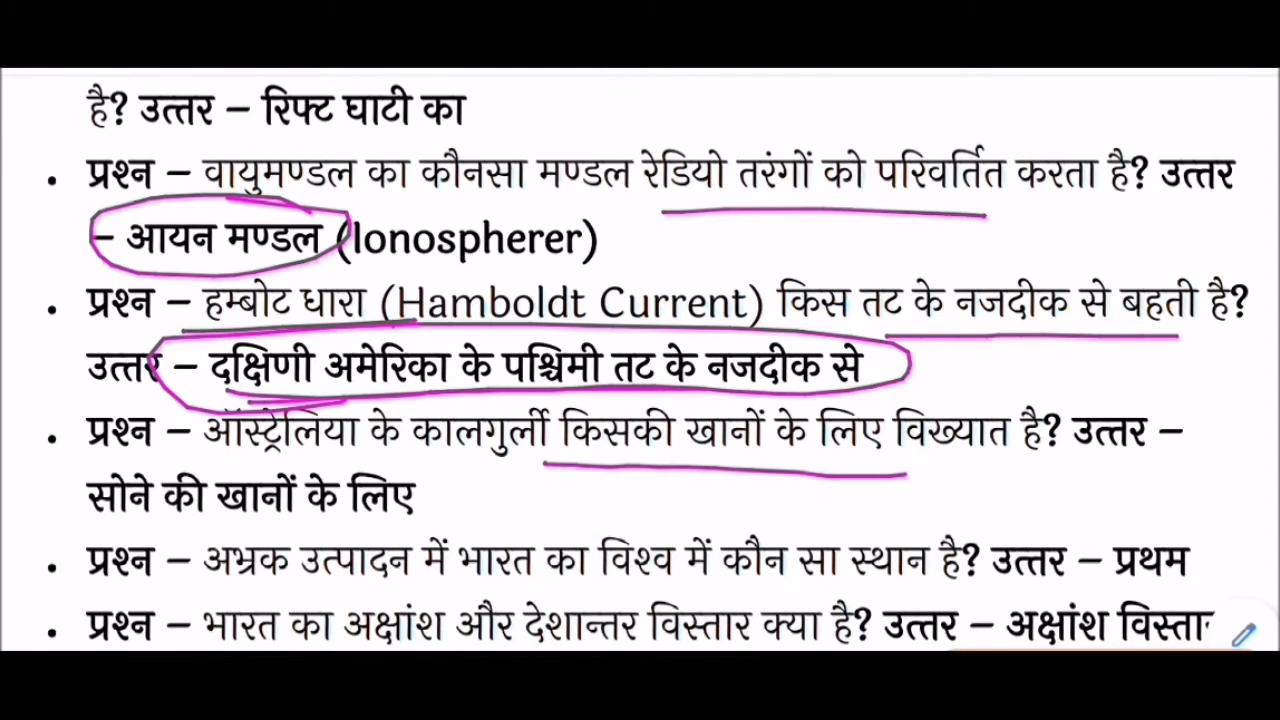 है? उत्तर – रिफ्ट घाटी का
• प्रश्न – वायुमण्डल का कौनसा मण्डल रेडियो तरंगों को परिवर्तित करता है? उत्तर
– आयन मण्डल (Ionospherer)
• प्रश्न – हम्बोट धारा (Hamboldt Current) किस तट के नजदीक से बहती है?
उत्तर – दक्षिणी अमेरिका के पश्चिमी तट के नजदीक से
• प्रश्न – ऑस्ट्रेलिया के कालगुर्ली किसकी खानों के लिए विख्यात है? उत्तर –
सोने की खानों के लिए
• प्रश्न – अभ्रक उत्पादन में भारत का विश्व में कौन सा स्थान है? उत्तर – प्रथम
• प्रश्न – भारत का अक्षांश और देशान्तर विस्तार क्या है? उत्तर – अक्षांश